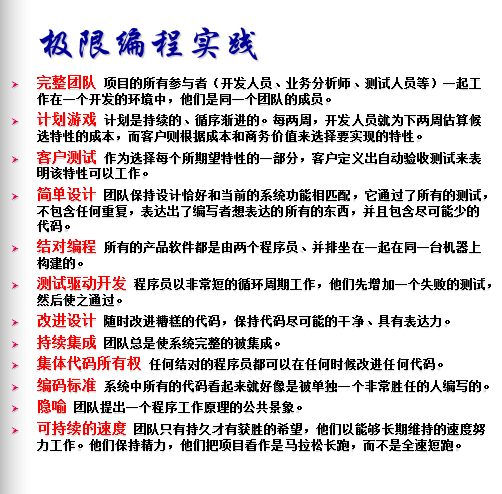 极限编程实践
完整团队 项目的所有参与者（开发人员、业务分析师、测试人员等）一起工
作在一个开发的环境中，他们是同一个团队的成员。
计划游戏 计划是持续的、循序渐进的。每两周，开发人员就为下两周估算候
选特性的成本，而客户则根据成本和商务价值来选择要实现的特性。
客户测试 作为选择每个所期望特性的一部分，客户定义出自动验收测试来表
明该特性可以工作。
简单设计 团队保持设计恰好和当前的系统功能相匹配，它通过了所有的测试，
不包含任何重复，表达出了编写者想表达的所有的东西，并且包含尽可能少的
代码。
结对编程 所有的产品软件都是由两个程序员、并排坐在一起在同一台机器上
构建的。
测试驱动开发 程序员以非常短的循环周期工作，他们先增加一个失败的测试，
然后使之通过。
改进设计 随时改进糟糕的代码，保持代码尽可能的干净、具有表达力。
持续集成 团队总是使系统完整的被集成。
集体代码所有权 任何结对的程序员都可以在任何时候改进任何代码。
编码标准 系统中所有的代码看起来就好像是被单独一个非常胜任的人编写的。
隐喻 团队提出一个程序工作原理的公共景象。
可持续的速度 团队只有持久才有获胜的希望，他们以能够长期维持的速度努
力工作。他们保持精力，他们把项目看作是马拉松长跑，而不是全速短跑。